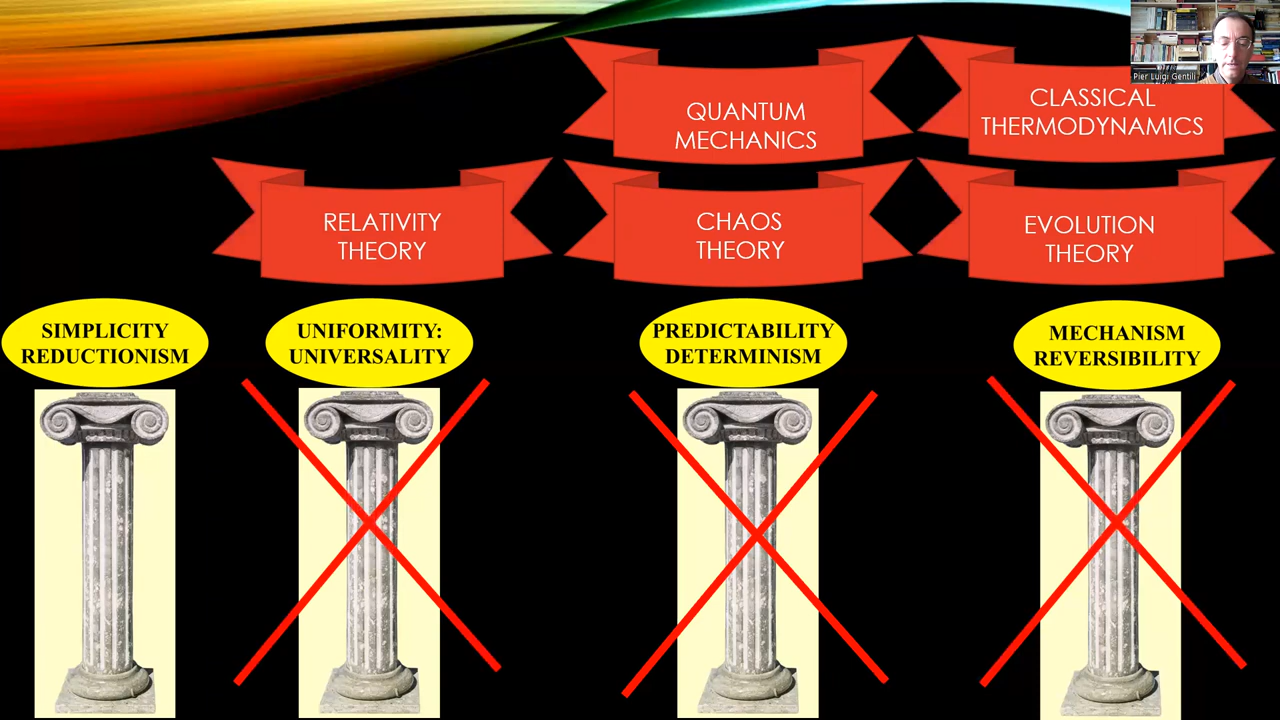 Pier Luigi Gentili
QUANTUM
MECHANICS
CLASSICAL
THERMODYNAMICS
RELATIVITY
THEORY
CHAOS
THEORY
EVOLUTION
THEORY
SIMPLICITY
REDUCTIONISM
UNIFORMITY:
UNIVERSALITY
PREDICTABILITY
DETERMINISM
MECHANISM
REVERSIBILITY